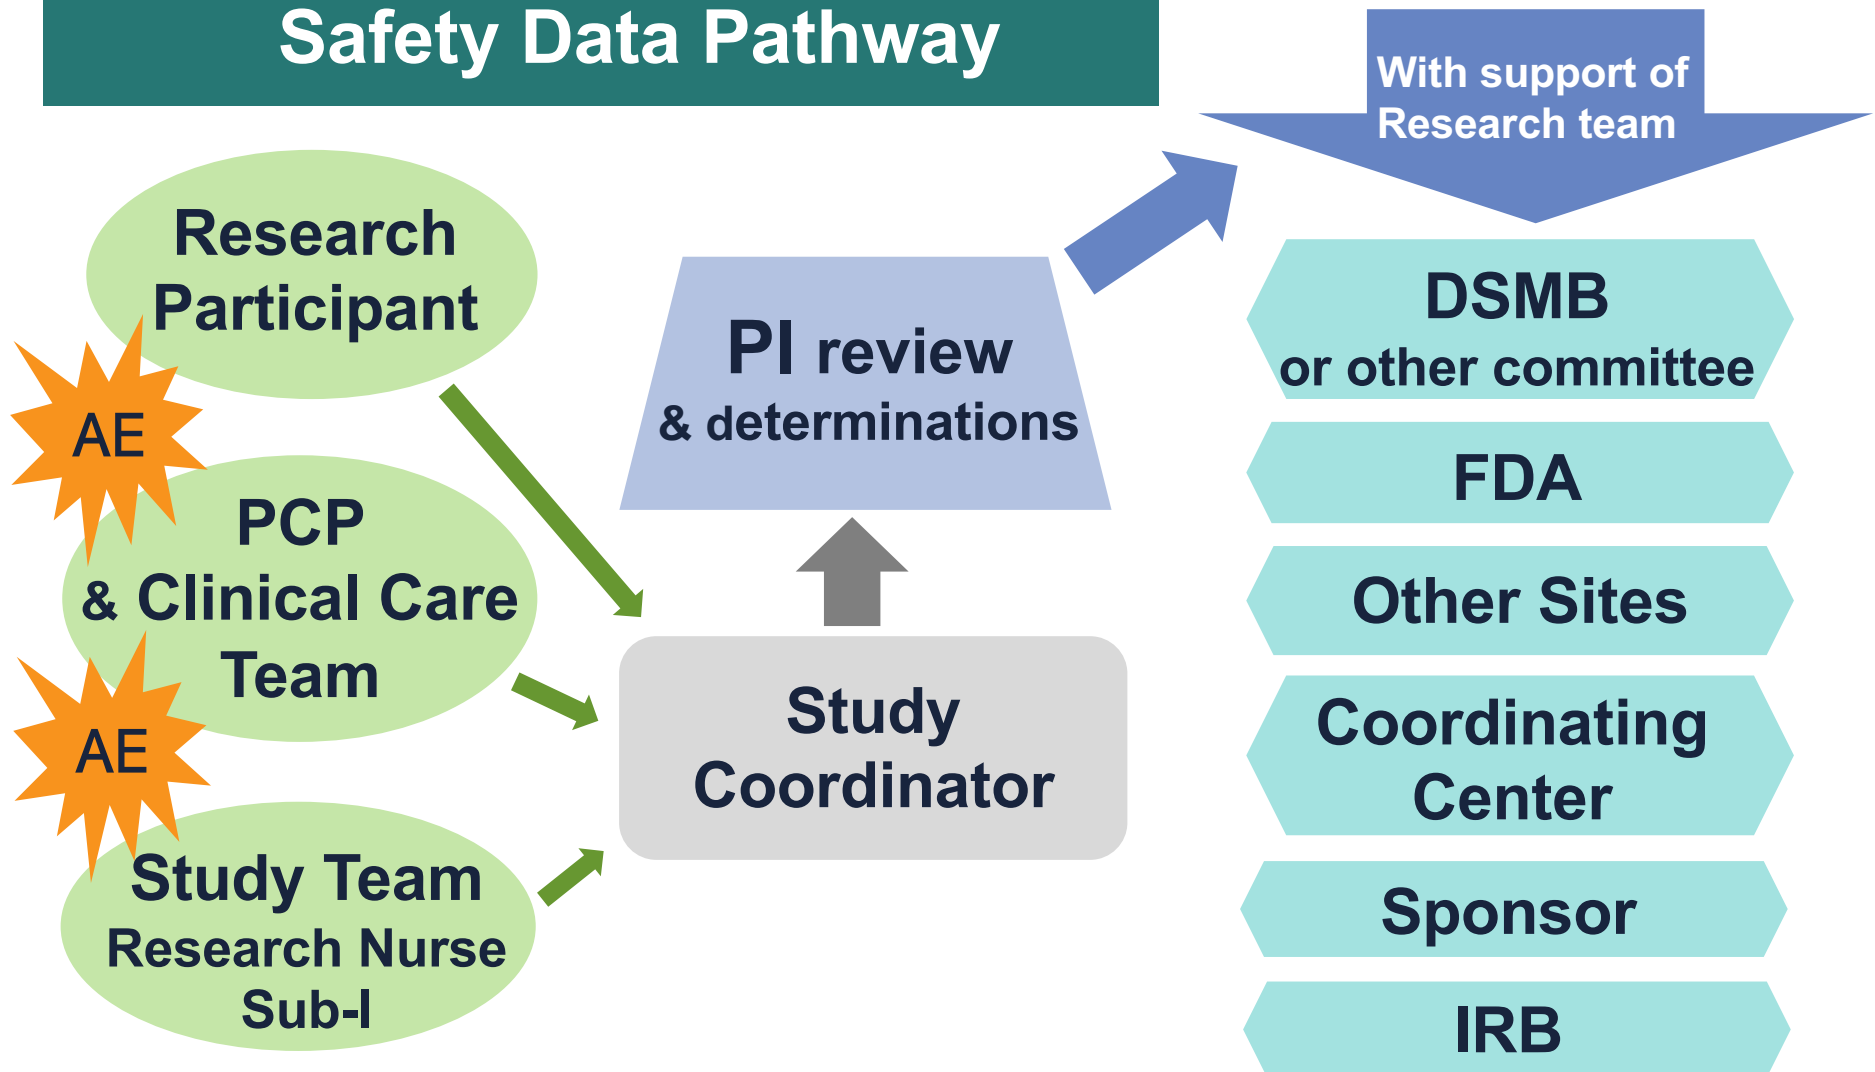 Safety Data Pathway
With support of
Research team
Research
Participant
AE
PCP
& Clinical Care
Team
AE
Study Team
Research Nurse
Sub-I
PI review
& determinations
Study
Coordinator
DSMB
or other committee
FDA
Other Sites
Coordinating
Center
Sponsor
IRB